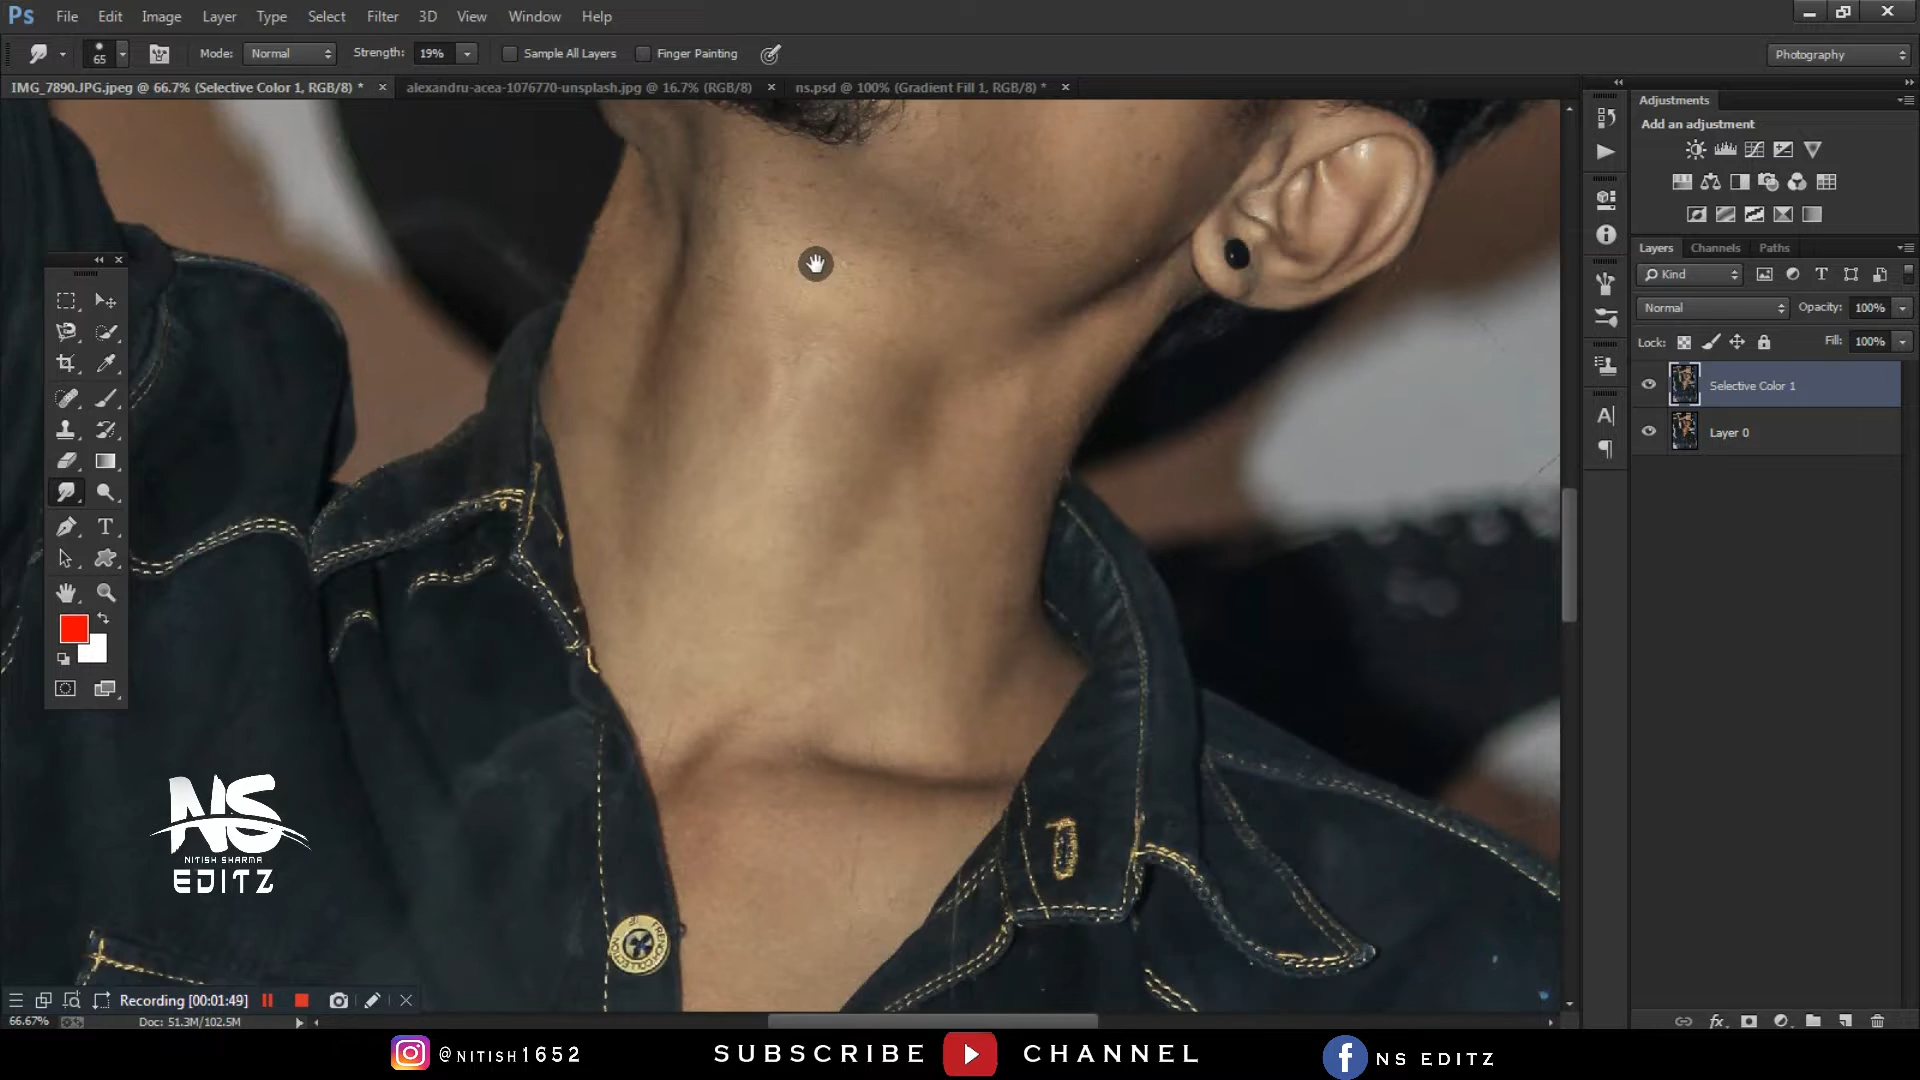 Ps File Edit Image Layer Type Select Filter 3D View Window Help
65 Mode: Normal Strength: 19% Sample All Layers Finger Painting Photography
IMG_7890.JPG.jpeg @ 66.7% (Selective Color 1, RGB/8) * × alexandru-acea-1076770-unsplash.jpg @ 16.7% (RGB/8) × ns.psd @ 100% (Gradient Fill 1, RGB/8) * ×
Adjustments
Add an adjustment
Layers Channels Paths
Kind
Normal Opacity: 100%
Lock: Fill: 100%
Selective Color 1
Layer 0
NS
NITISH SHARMA
EDITZ
Recording [00:01:49]
66.67% Doc: 51.3M/102.5M
@NITISH1652 SUBSCRIBE CHANNEL NS EDITZ